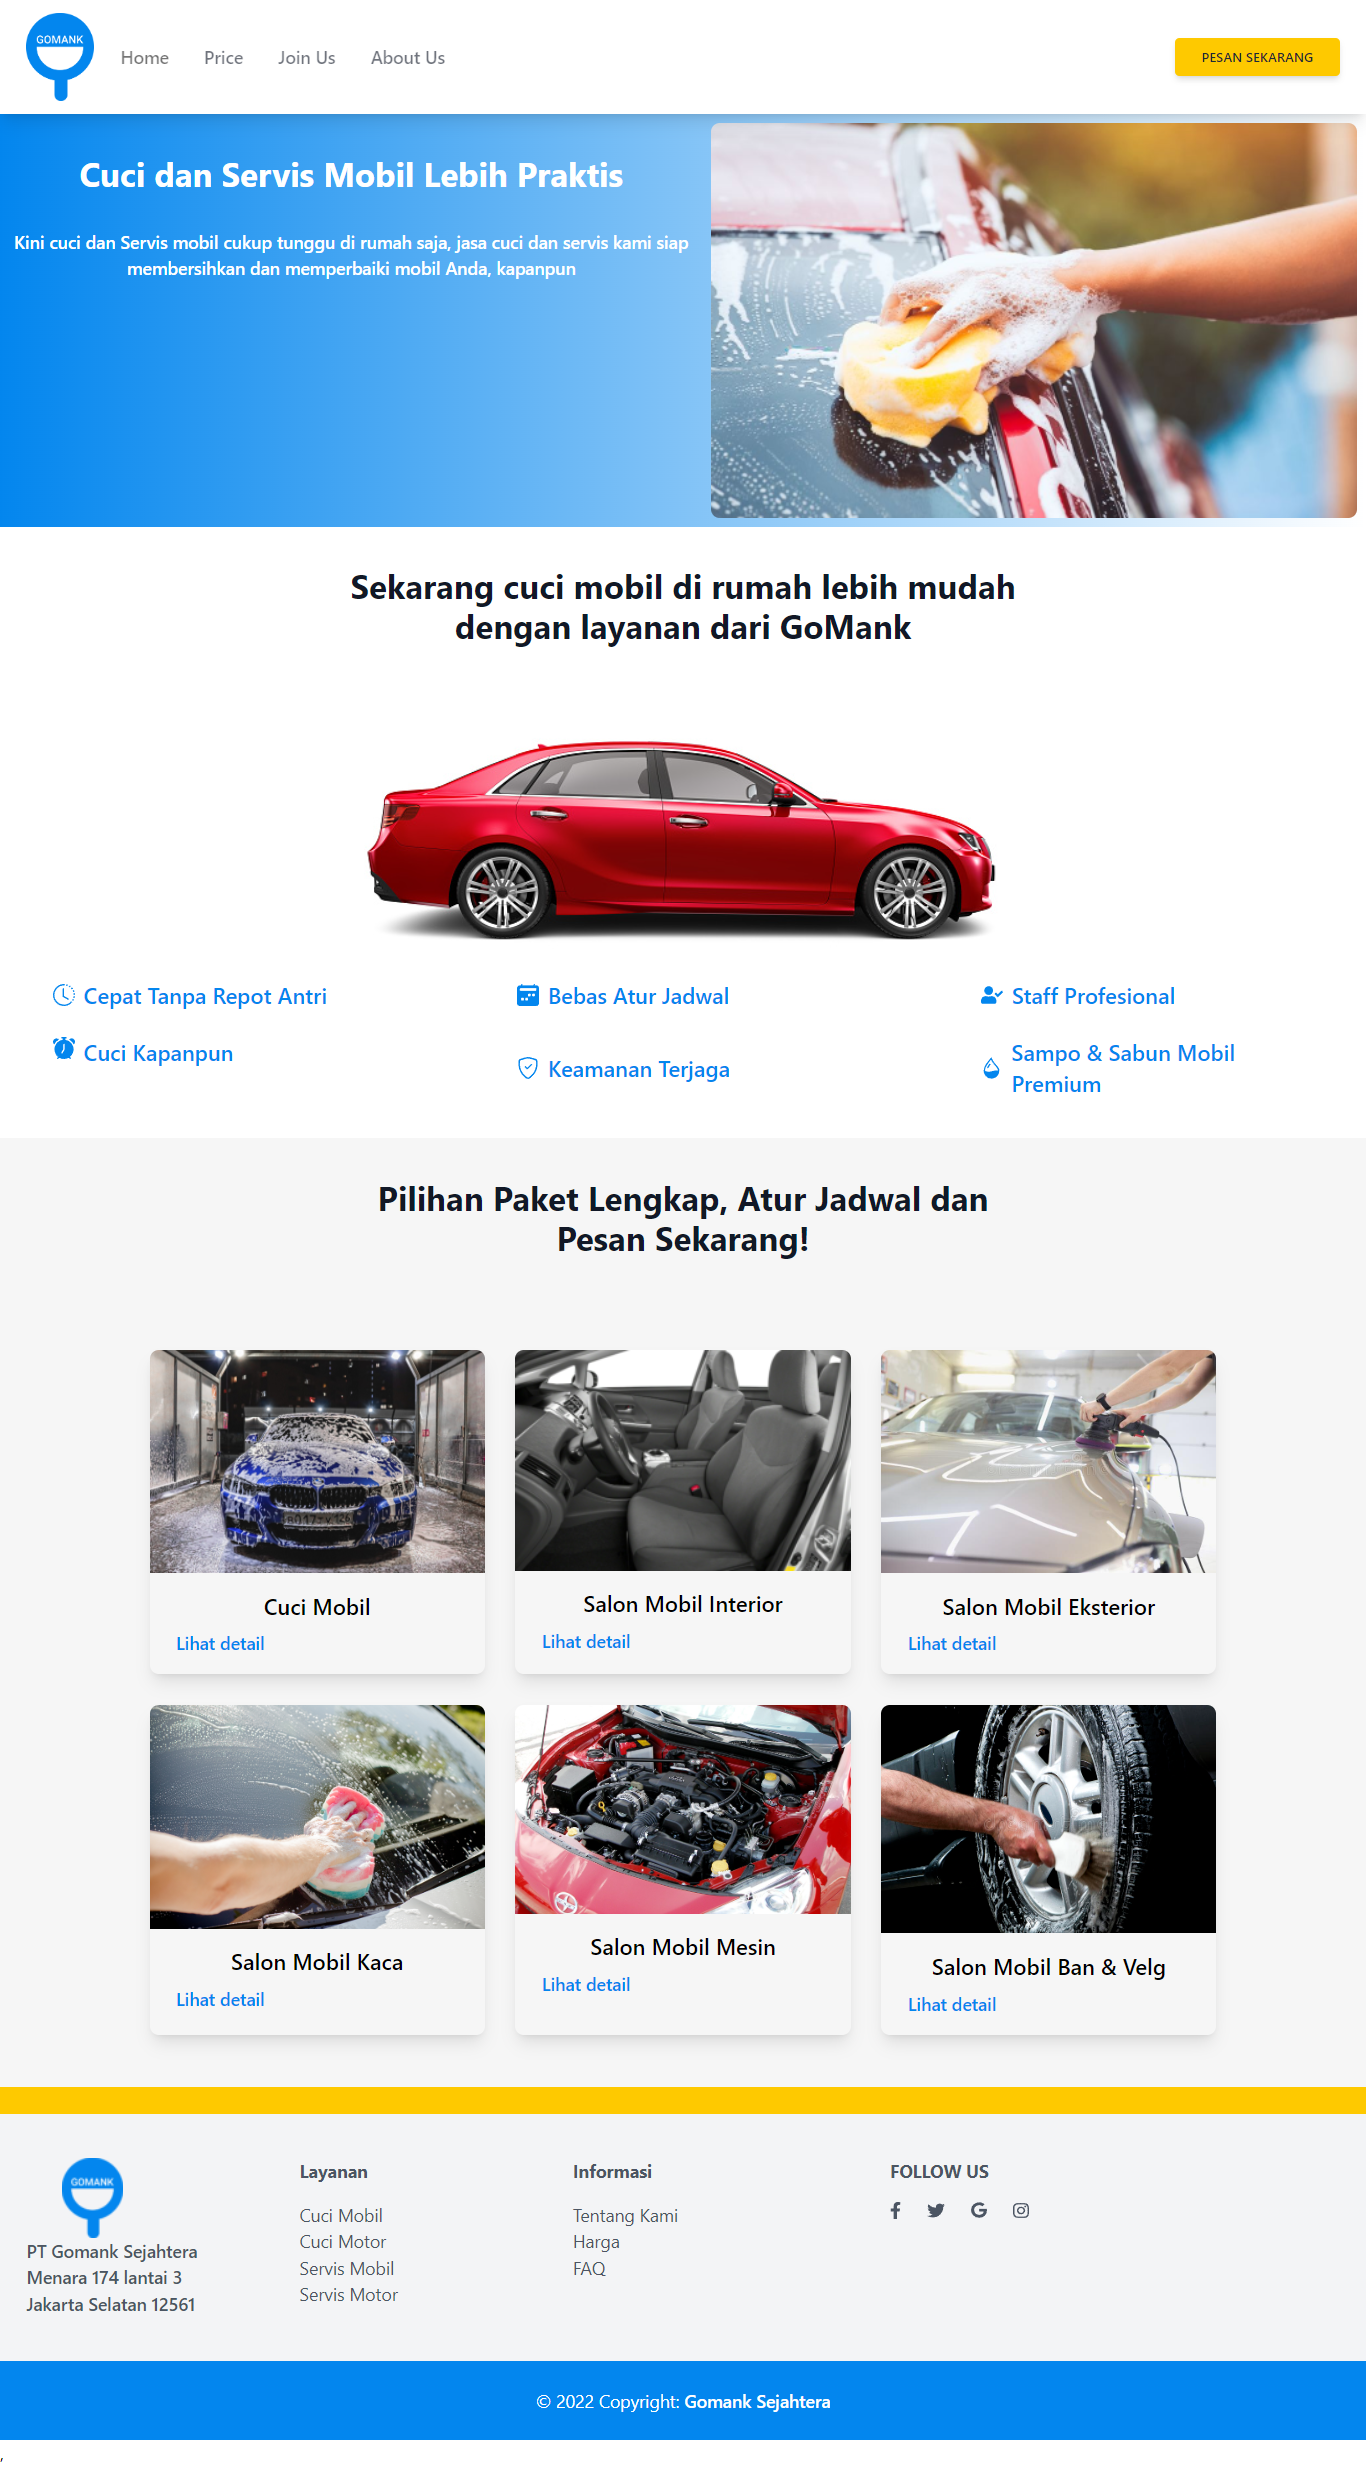 GOMANK
Home
Price
Join Us
About Us
PESAN SEKARANG
Cuci dan Servis Mobil Lebih Praktis
Kini cuci dan Servis mobil cukup tunggu di rumah saja, jasa cuci dan servis kami siap
membersihkan dan memperbaiki mobil Anda, kapanpun
Sekarang cuci mobil di rumah lebih mudah
dengan layanan dari GoMank
Cepat Tanpa Repot Antri
Bebas Atur Jadwal
Staff Profesional
Cuci Kapanpun
Keamanan Terjaga
Sampo & Sabun Mobil
Premium
Pilihan Paket Lengkap, Atur Jadwal dan
Pesan Sekarang!
Cuci Mobil
Lihat detail
Salon Mobil Interior
Lihat detail
Salon Mobil Eksterior
Lihat detail
Salon Mobil Kaca
Lihat detail
Salon Mobil Mesin
Lihat detail
Salon Mobil Ban & Velg
Lihat detail
GOMANK
PT Gomank Sejahtera
Menara 174 lantai 3
Jakarta Selatan 12561
Layanan
Cuci Mobil
Cuci Motor
Servis Mobil
Servis Motor
Informasi
Tentang Kami
Harga
FAQ
FOLLOW US
© 2022 Copyright: Gomank Sejahtera
,